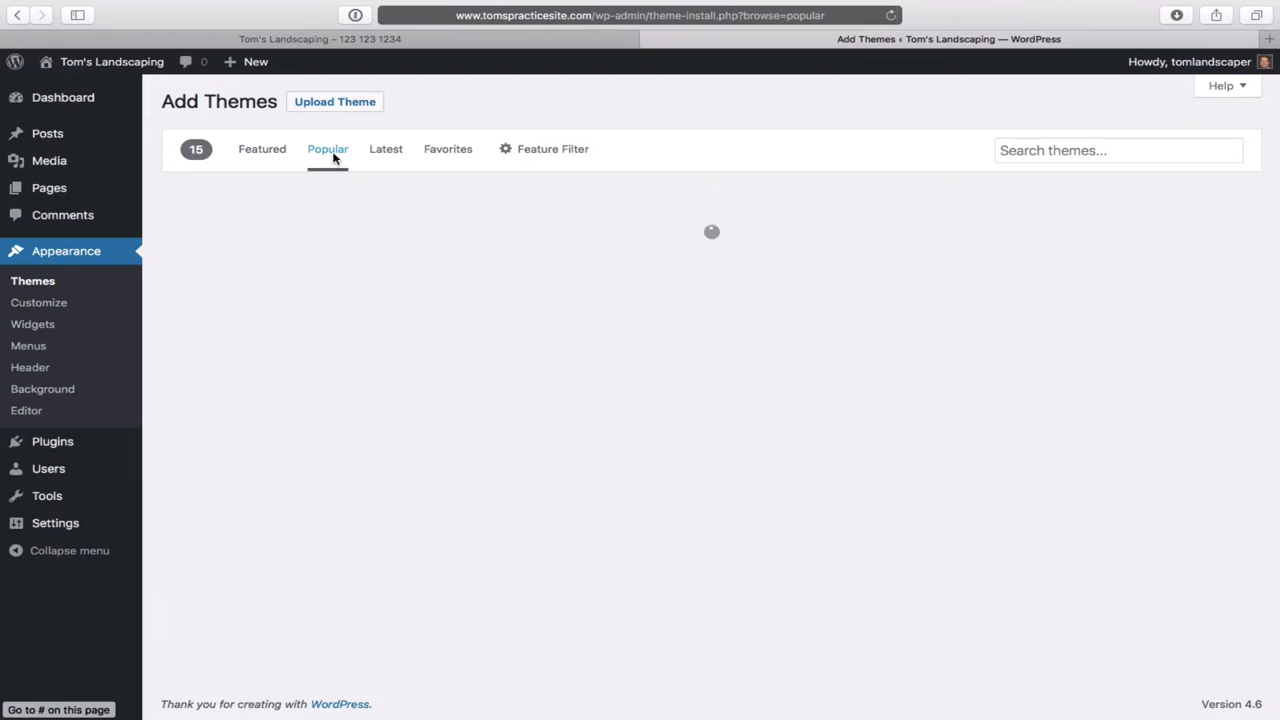 www.tomspracticesite.com/wp-admin/theme-install.php?browse=popular
Tom's Landscaping – 123 123 1234
Add Themes ‹ Tom's Landscaping — WordPress
Tom's Landscaping
0
New
Howdy, tomlandscaper
Dashboard
Posts
Media
Pages
Comments
Appearance
Themes
Customize
Widgets
Menus
Header
Background
Editor
Plugins
Users
Tools
Settings
Collapse menu
Add Themes
Upload Theme
Help
15
Featured
Popular
Latest
Favorites
Feature Filter
Search themes...
Thank you for creating with WordPress.
Version 4.6
Go to # on this page